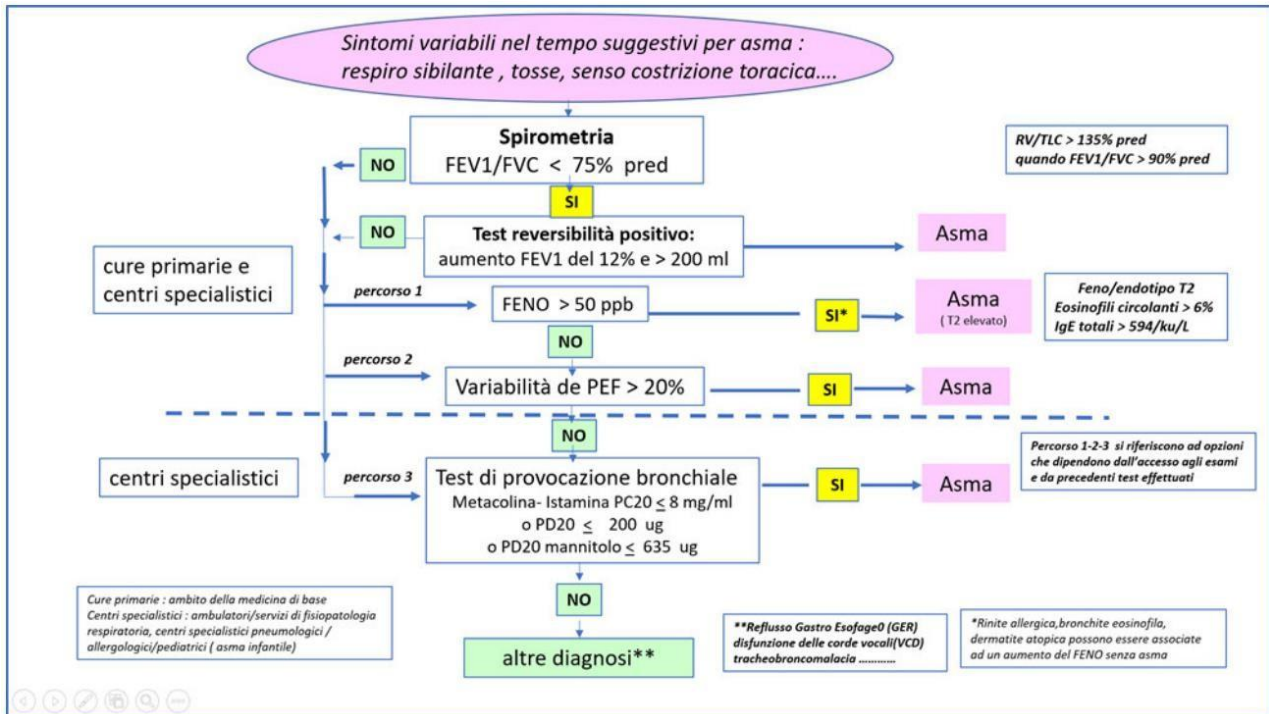 Sintomi variabili nel tempo suggestivi per asma :
respiro sibilante , tosse, senso costrizione toracica....
Spirometria
FEV1/FVC < 75% pred
NO
SI
RV/TLC > 135% pred
quando FEV1/FVC > 90% pred
NO
Test reversibilità positivo:
aumento FEV1 del 12% e > 200 ml
Asma
cure primarie e
centri specialistici
percorso 1
FENO > 50 ppb
SI*
Asma
( T2 elevato)
Feno/endotipo T2
Eosinofili circolanti > 6%
IgE totali > 594/ku/L
NO
percorso 2
Variabilità de PEF > 20%
SI
Asma
NO
centri specialistici
percorso 3
Test di provocazione bronchiale
Metacolina- Istamina PC20 ≤ 8 mg/ml
o PD20 ≤ 200 ug
o PD20 mannitolo ≤ 635 ug
SI
Asma
Percorso 1-2-3 si riferiscono ad opzioni
che dipendono dall'accesso agli esami
e da precedenti test effettuati
NO
altre diagnosi**
Cure primarie : ambito della medicina di base
Centri specialistici : ambulatori/servizi di fisiopatologia
respiratoria, centri specialistici pneumologici /
allergologici/pediatrici ( asma infantile)
**Reflusso Gastro Esofage0 (GER)
disfunzione delle corde vocali(VCD)
tracheobroncomalacia ............
*Rinite allergica,bronchite eosinofila,
dermatite atopica possono essere associate
ad un aumento del FENO senza asma